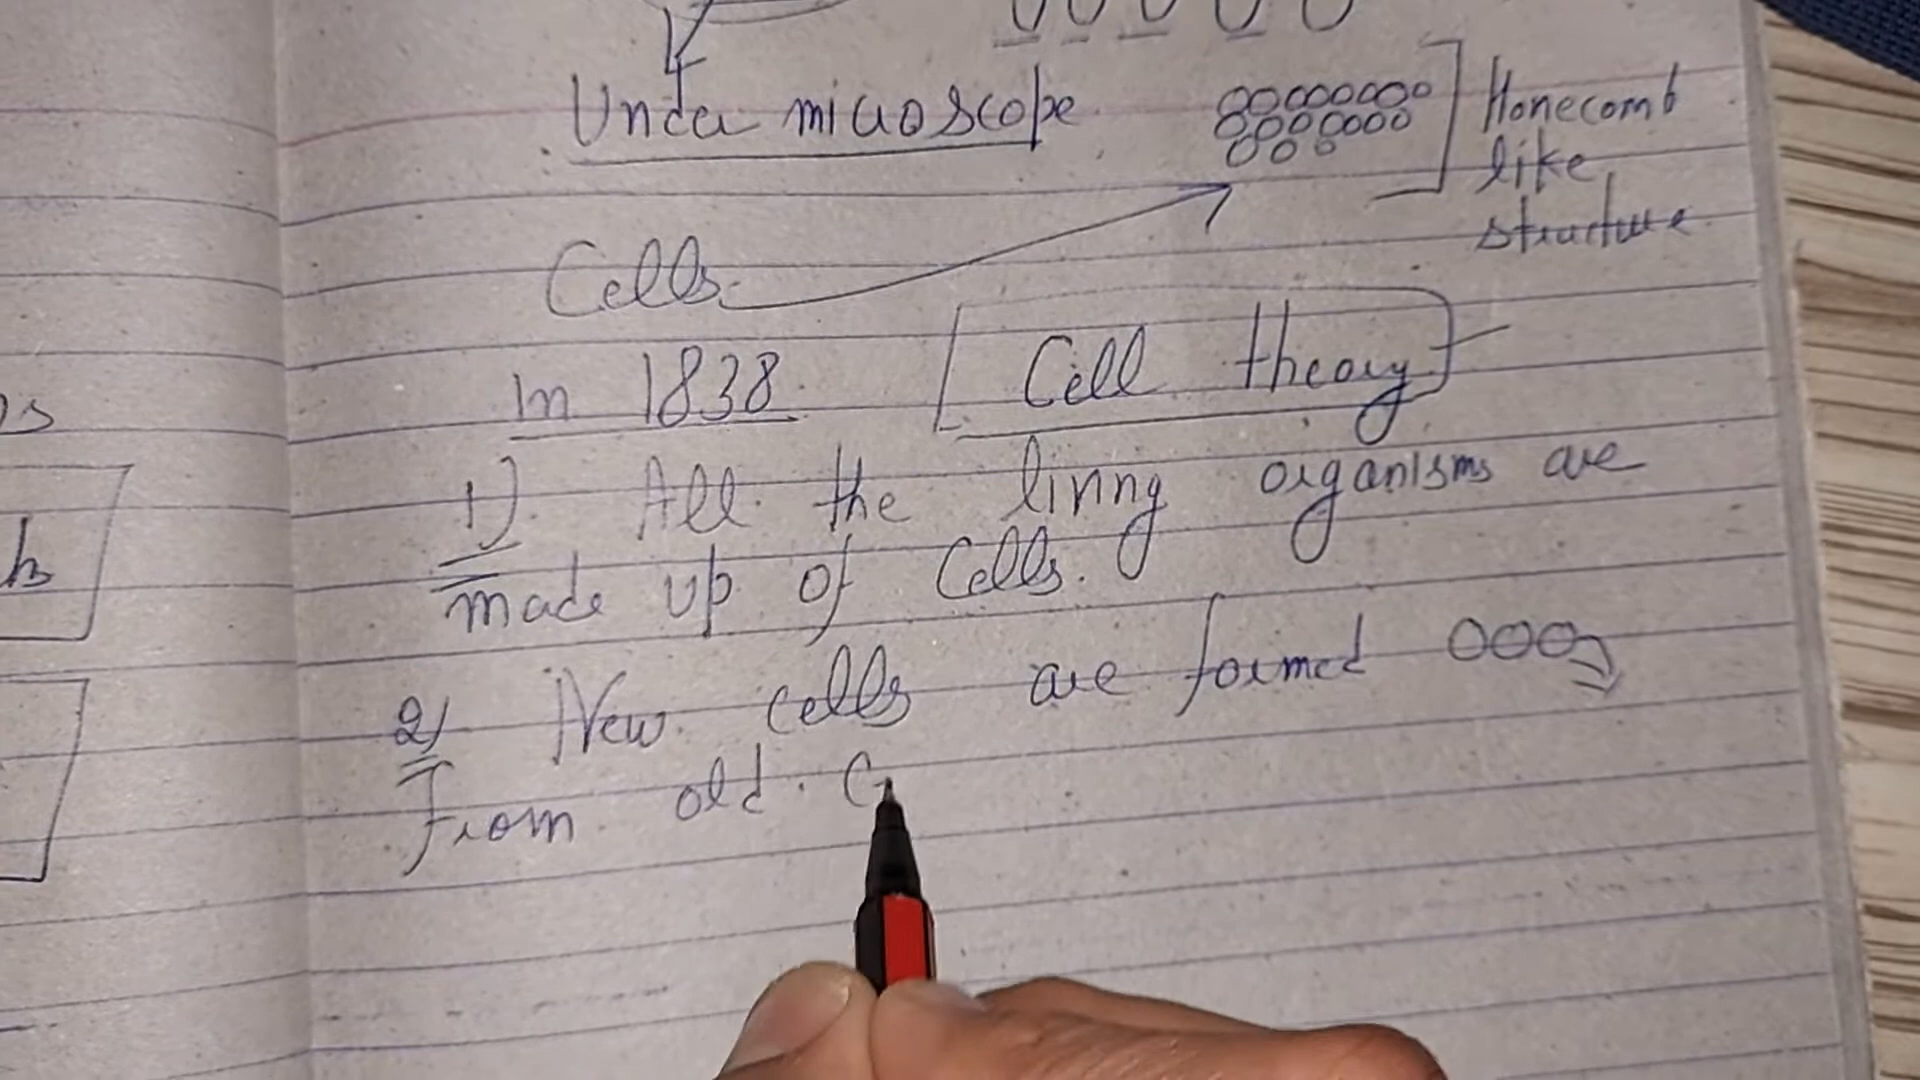 Under microscope
Honecomb
like
structure
Cells
In 1838
Cell theory
1) All the living organisms are
made up of Cells.
2) New cells are formed
from old. C